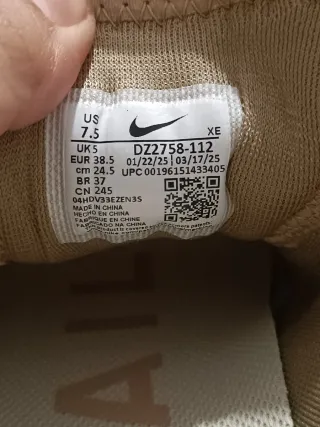 US
7.5
XE
UK 5
DZ2758-112
EUR 38.5
01/22/25 | 03/17/25
cm 24.5
UPC 00196151433405
BR 37
CN 245
04HDV33EZEN3S
MADE IN CHINA
HECHO EN CHINA
FABRIQUE EN CHINE
FABRICADO NA CHINA
AIR